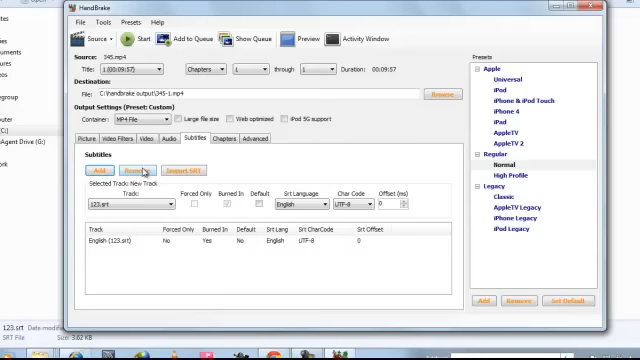 HandBrake
File Tools Presets Help
Source Start Add to Queue Show Queue Preview Activity Window
Source: 345.mp4
Title: 1 (00:09:57) Chapters 1 through 1 Duration: 00:09:57
Destination:
File: C:\handbrake output\345-1.mp4 Browse
Output Settings (Preset: Custom)
Container: MP4 File Large file size Web optimized iPod 5G support
Picture Video Filters Video Audio Subtitles Chapters Advanced
Subtitles
Add Remove Import SRT
Selected Track: New Track
Track: Forced Only Burned In Default Srt Language Char Code Offset (ms)
123.srt English UTF-8 0
Track Forced Only Burned In Default Srt Lang Srt CharCode Srt Offset
English (123.srt) No Yes No English UTF-8 0
Presets
Apple
Universal
iPod
iPhone & iPod Touch
iPhone 4
iPad
AppleTV
AppleTV 2
Regular
Normal
High Profile
Legacy
Classic
AppleTV Legacy
iPhone Legacy
iPod Legacy
Add Remove Set Default
Agent Drive (G:)
123.srt Date modifie
SRT File Size: 3.62 KB